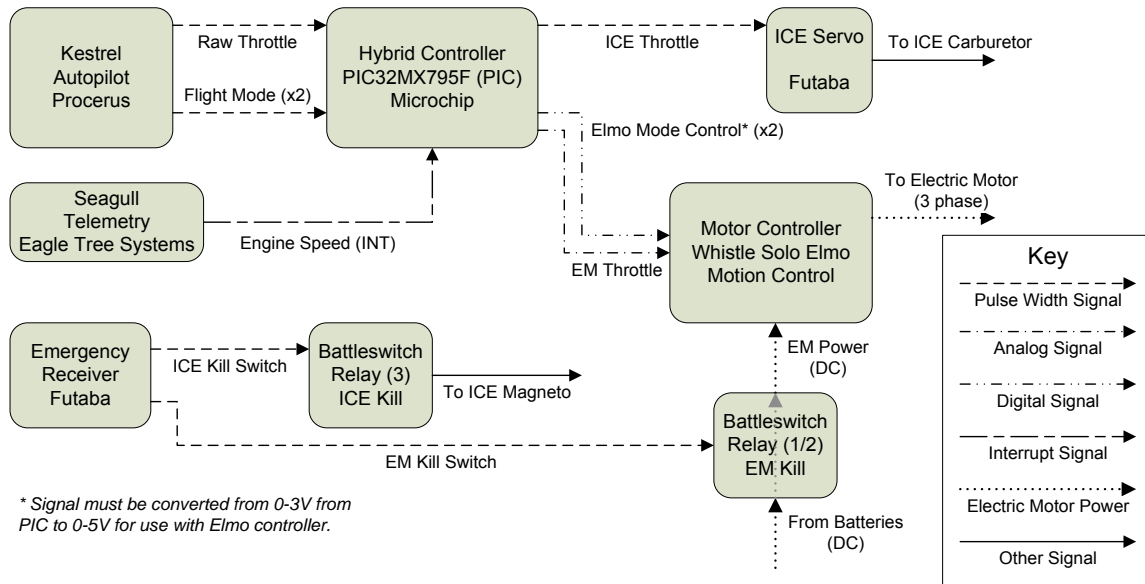 Kestrel
Autopilot
Procerus
Raw Throttle
Flight Mode (x2)
Hybrid Controller
PIC32MX795F (PIC)
Microchip
ICE Throttle
ICE Servo
Futaba
To ICE Carburetor
Elmo Mode Control* (x2)
Seagull
Telemetry
Eagle Tree Systems
Engine Speed (INT)
EM Throttle
Motor Controller
Whistle Solo Elmo
Motion Control
To Electric Motor
(3 phase)
Emergency
Receiver
Futaba
ICE Kill Switch
Battleswitch
Relay (3)
ICE Kill
To ICE Magneto
EM Kill Switch
EM Power
(DC)
Battleswitch
Relay (1/2)
EM Kill
From Batteries
(DC)
* Signal must be converted from 0-3V from
PIC to 0-5V for use with Elmo controller.
Key
Pulse Width Signal
Analog Signal
Digital Signal
Interrupt Signal
Electric Motor Power
Other Signal